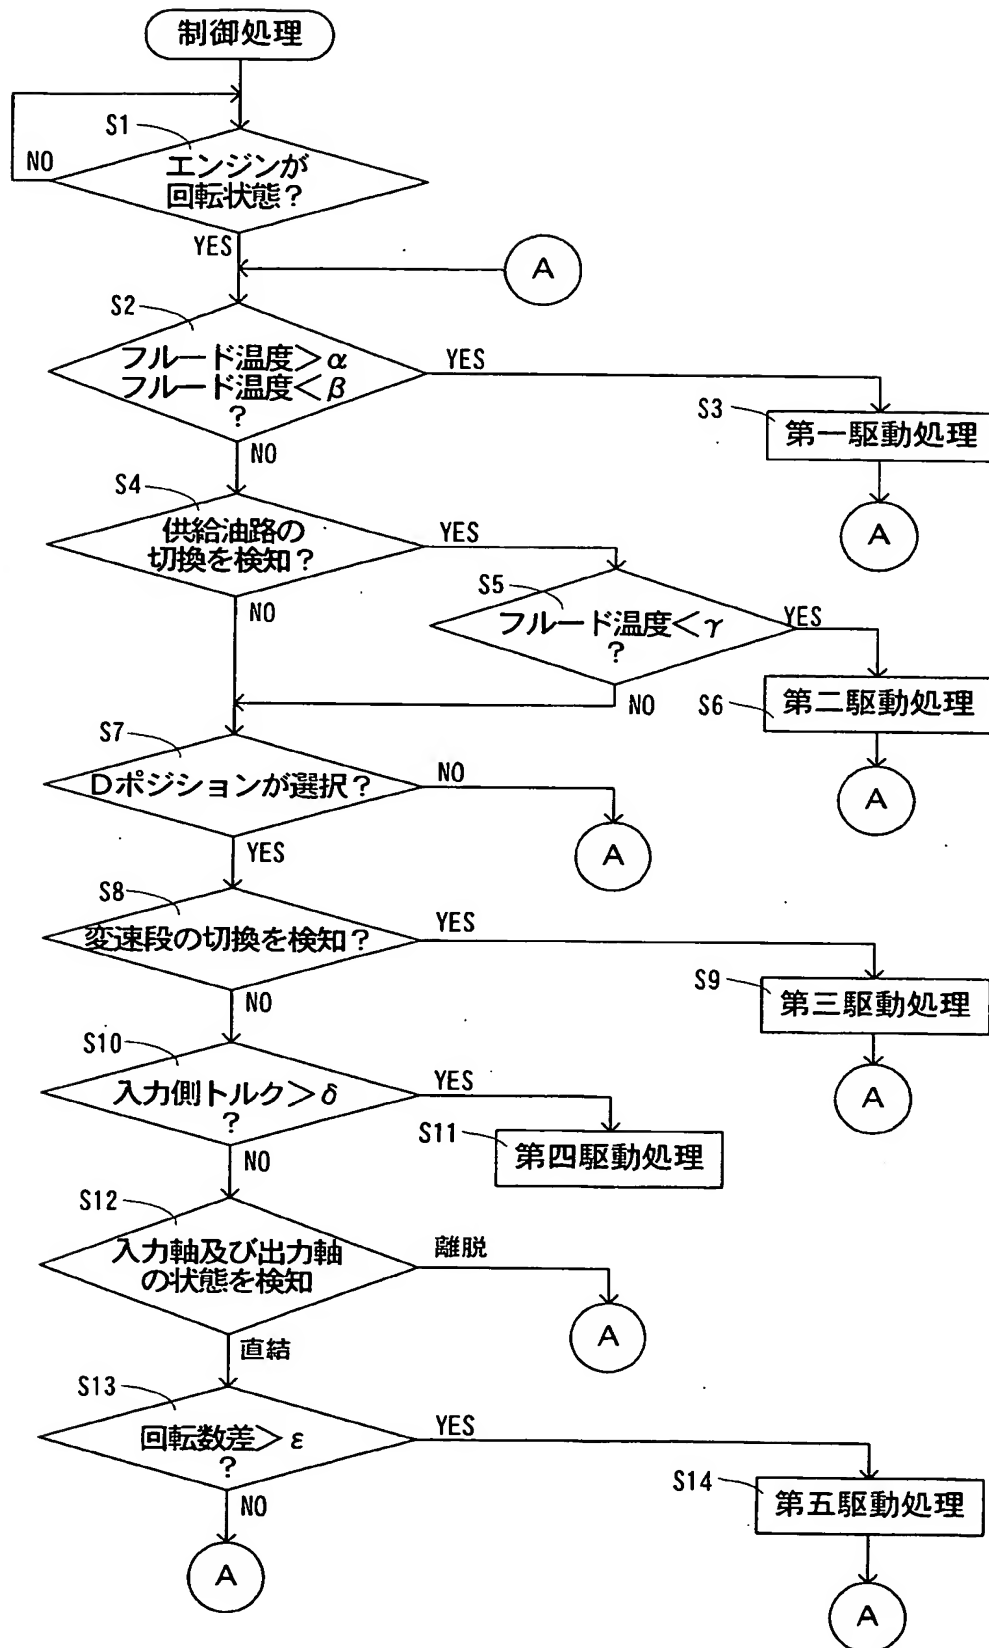 制御処理
S1
NO
エンジンが
回転状態?
YES
A
S2
フルード温度>α
フルード温度<β
?
YES
S3
第一駆動処理
NO
A
S4
供給油路の
切換を検知?
YES
NO
S5
フルード温度<γ
?
YES
NO
S6
第二駆動処理
A
S7
Dポジションが選択?
NO
A
YES
S8
変速段の切換を検知?
YES
S9
第三駆動処理
NO
A
S10
入力側トルク>δ
?
YES
S11
第四駆動処理
NO
S12
入力軸及び出力軸
の状態を検知
離脱
A
直結
S13
回転数差>ε
?
YES
S14
第五駆動処理
NO
A
A